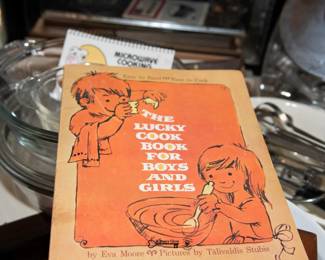 MICROWAVE
COOKING
Easy to Read Easy to Cook
THE
LUCKY
COOK
BOOK
FOR
BOYS
AND
GIRLS
by Eva Moore Pictures by Talivaldis Stubis